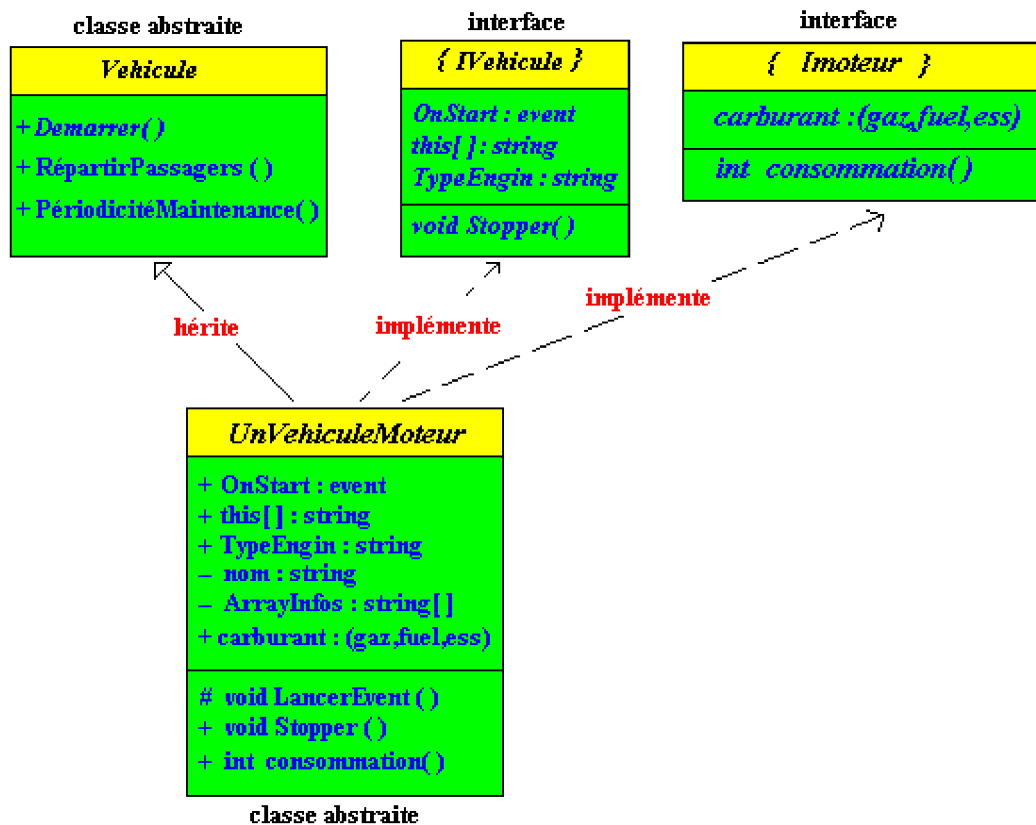 classe abstraite
Vehicule
+ Demarrer()
+ RépartirPassagers ()
+ PériodicitéMaintenance()
interface
{ IVehicule }
OnStart : event
this[ ] : string
TypeEngin : string
void Stopper()
interface
{ Imoteur }
carburant :(gaz,fuel,ess)
int consommation()
hérite
implémente
implémente
UnVehiculeMoteur
+ OnStart : event
+ this[ ] : string
+ TypeEngin : string
– nom : string
– ArrayInfos : string[ ]
+ carburant : (gaz,fuel,ess)
# void LancerEvent ()
+ void Stopper ()
+ int consommation()
classe abstraite